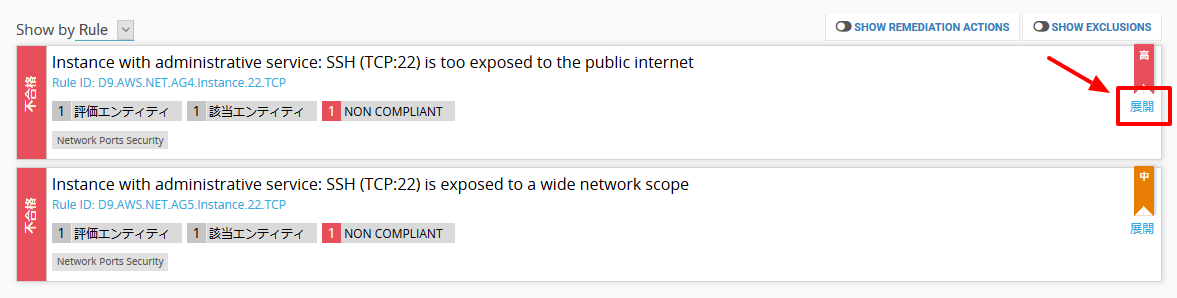 Show by Rule
SHOW REMEDIATION ACTIONS
SHOW EXCLUSIONS
不合格
Instance with administrative service: SSH (TCP:22) is too exposed to the public internet
高
Rule ID: D9.AWS.NET.AG4.Instance.22.TCP
1 評価エンティティ 1 該当エンティティ 1 NON COMPLIANT
展開
Network Ports Security
不合格
Instance with administrative service: SSH (TCP:22) is exposed to a wide network scope
中
Rule ID: D9.AWS.NET.AG5.Instance.22.TCP
1 評価エンティティ 1 該当エンティティ 1 NON COMPLIANT
展開
Network Ports Security